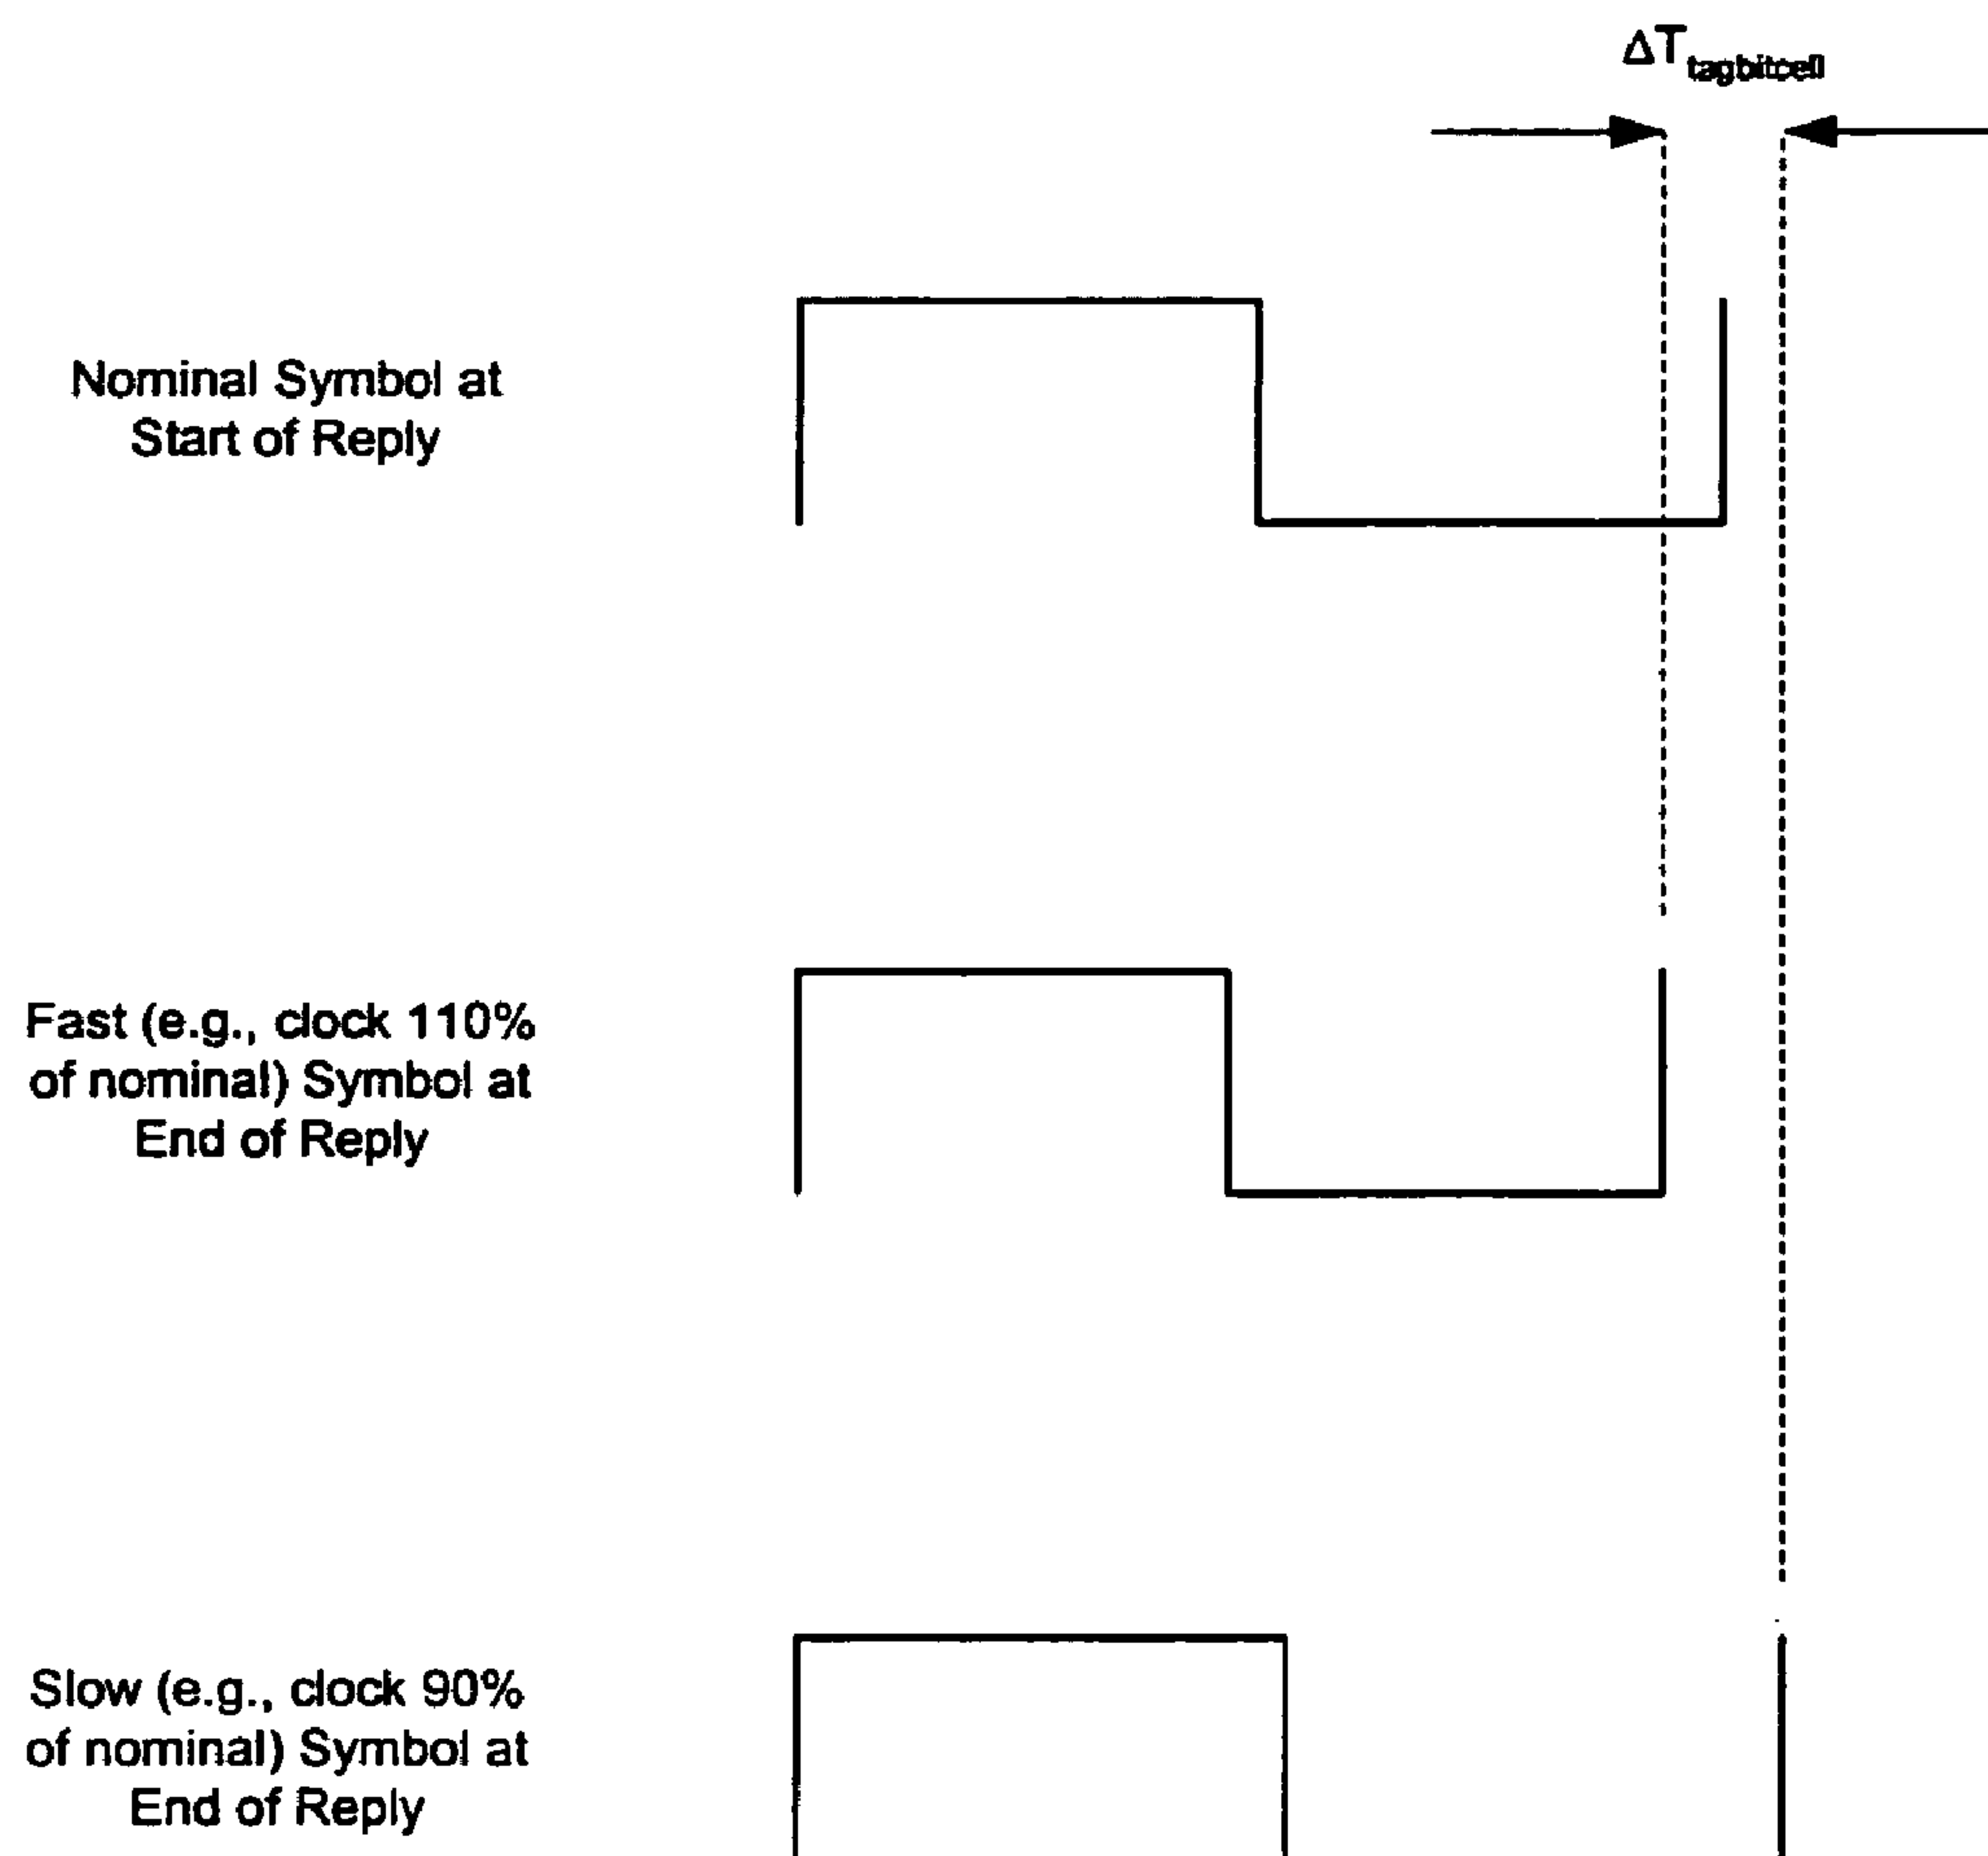 ΔTtagbitcell
Nominal Symbol at
Start of Reply
Fast (e.g., clock 110%
of nominal) Symbol at
End of Reply
Slow (e.g., clock 90%
of nominal) Symbol at
End of Reply